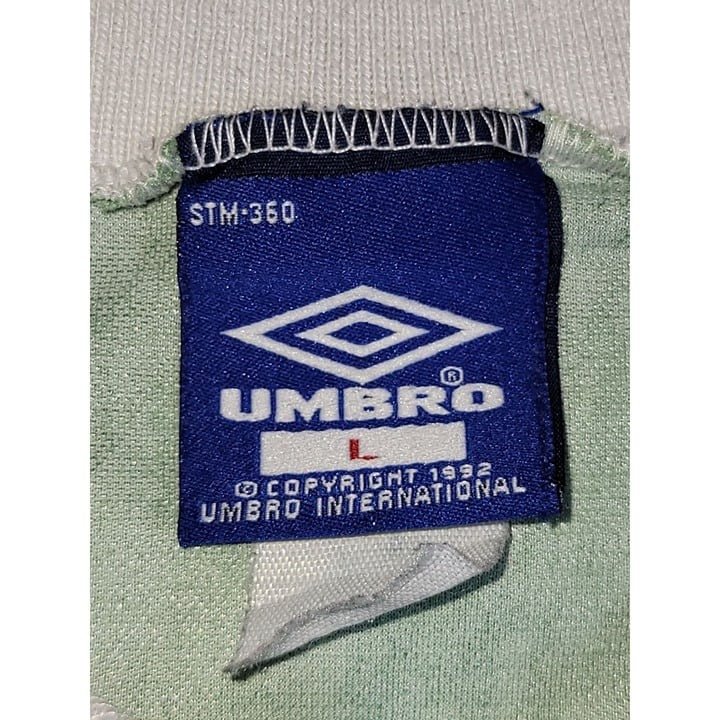 STM-360
®
UMBRO
L
© COPYRIGHT 1992
UMBRO INTERNATIONAL